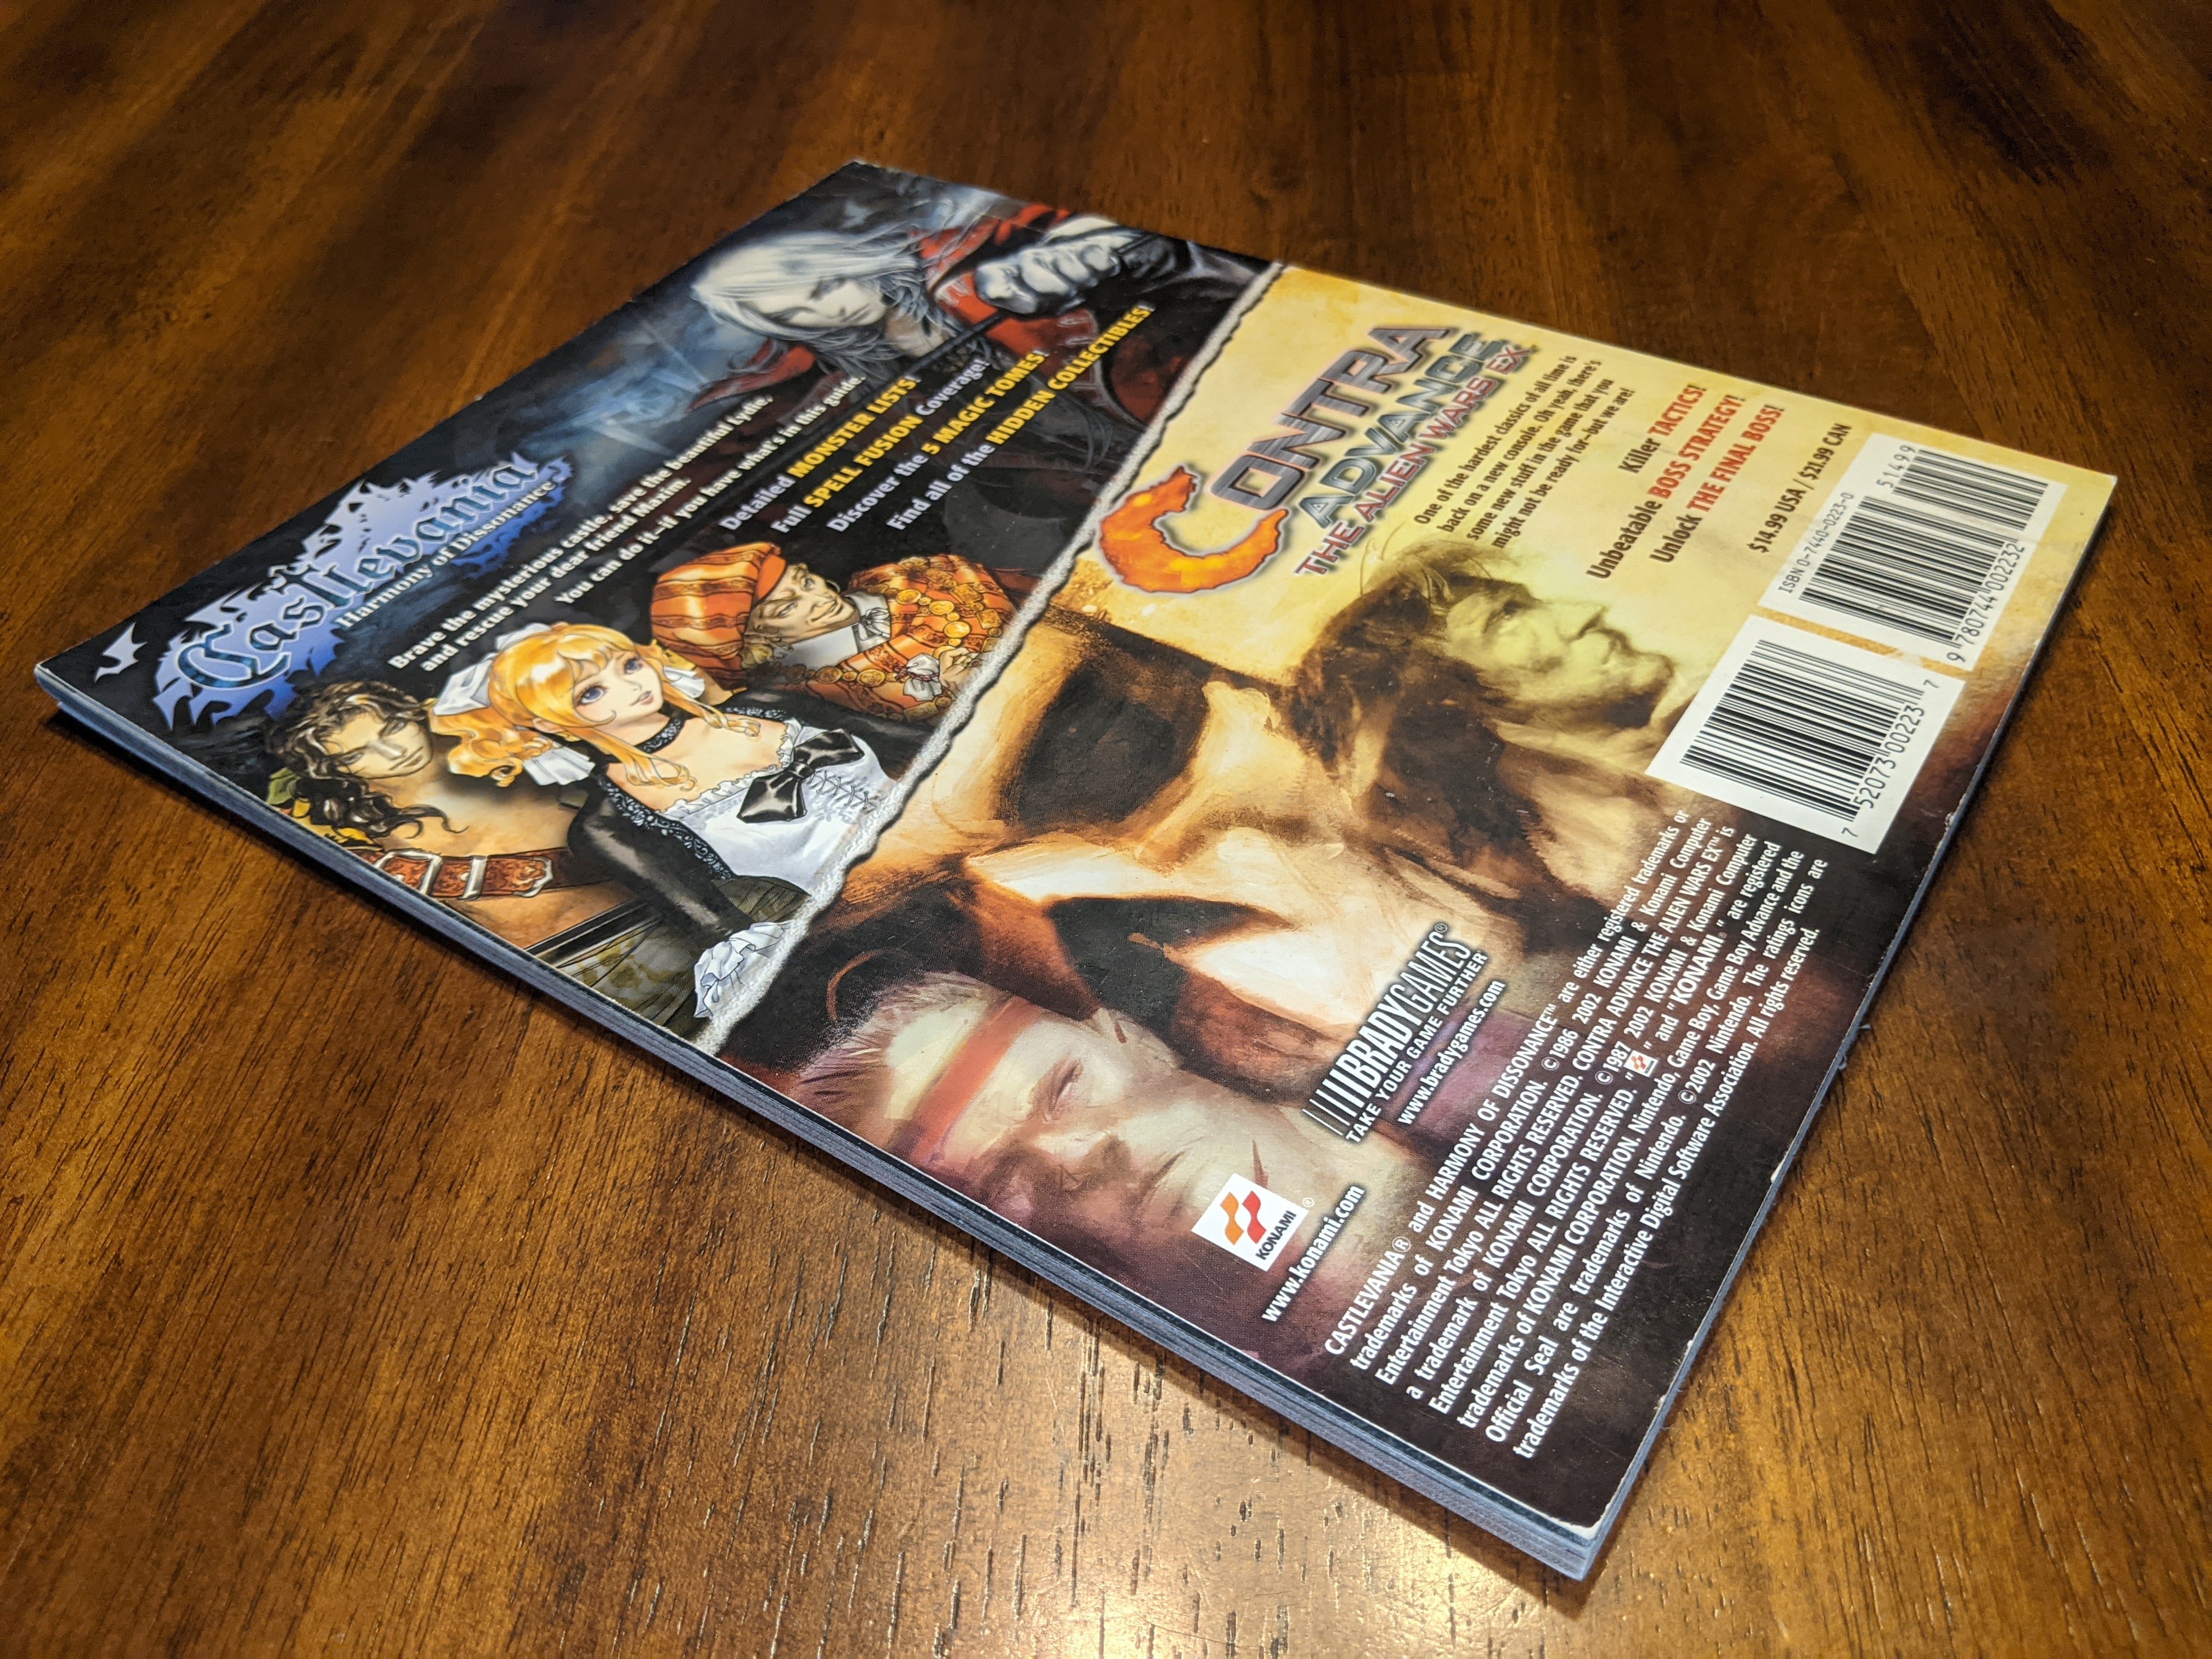 Castlevania
Harmony of Dissonance™
Brave the mysterious castle, save the beautiful Lydie,
and rescue your dear friend Maxim.
You can do it—if you have what's in this guide.
Detailed MONSTER LISTS!
Full SPELL FUSION Coverage!
Discover the 5 MAGIC TOMES!
Find all of the HIDDEN COLLECTIBLES!
CONTRA
ADVANCE
THE ALIEN WARS EX™
One of the hardest classics of all time is
back on a new console. Oh yeah, there's
some new stuff in the game that you
might not be ready for—but we are!
Killer TACTICS!
Unbeatable BOSS STRATEGY!
Unlock THE FINAL BOSS!
$14.99 USA / $21.99 CAN
ISBN 0-7440-0223-0
51499
9 780744 002232
7 52073 00223 7
BRADYGAMES®
TAKE YOUR GAME FURTHER®
www.bradygames.com
KONAMI®
www.konami.com
CASTLEVANIA® and HARMONY OF DISSONANCE™ are either registered trademarks or
trademarks of KONAMI CORPORATION. ©1986 2002 KONAMI & Konami Computer
Entertainment Tokyo ALL RIGHTS RESERVED. CONTRA ADVANCE THE ALIEN WARS EX™ is
a trademark of KONAMI CORPORATION. ©1987 2002 KONAMI & Konami Computer
Entertainment Tokyo ALL RIGHTS RESERVED. " " and "KONAMI" are registered
trademarks of KONAMI CORPORATION. Nintendo, Game Boy, Game Boy Advance and the
Official Seal are trademarks of Nintendo. ©2002 Nintendo. The ratings icons are
trademarks of the Interactive Digital Software Association. All rights reserved.